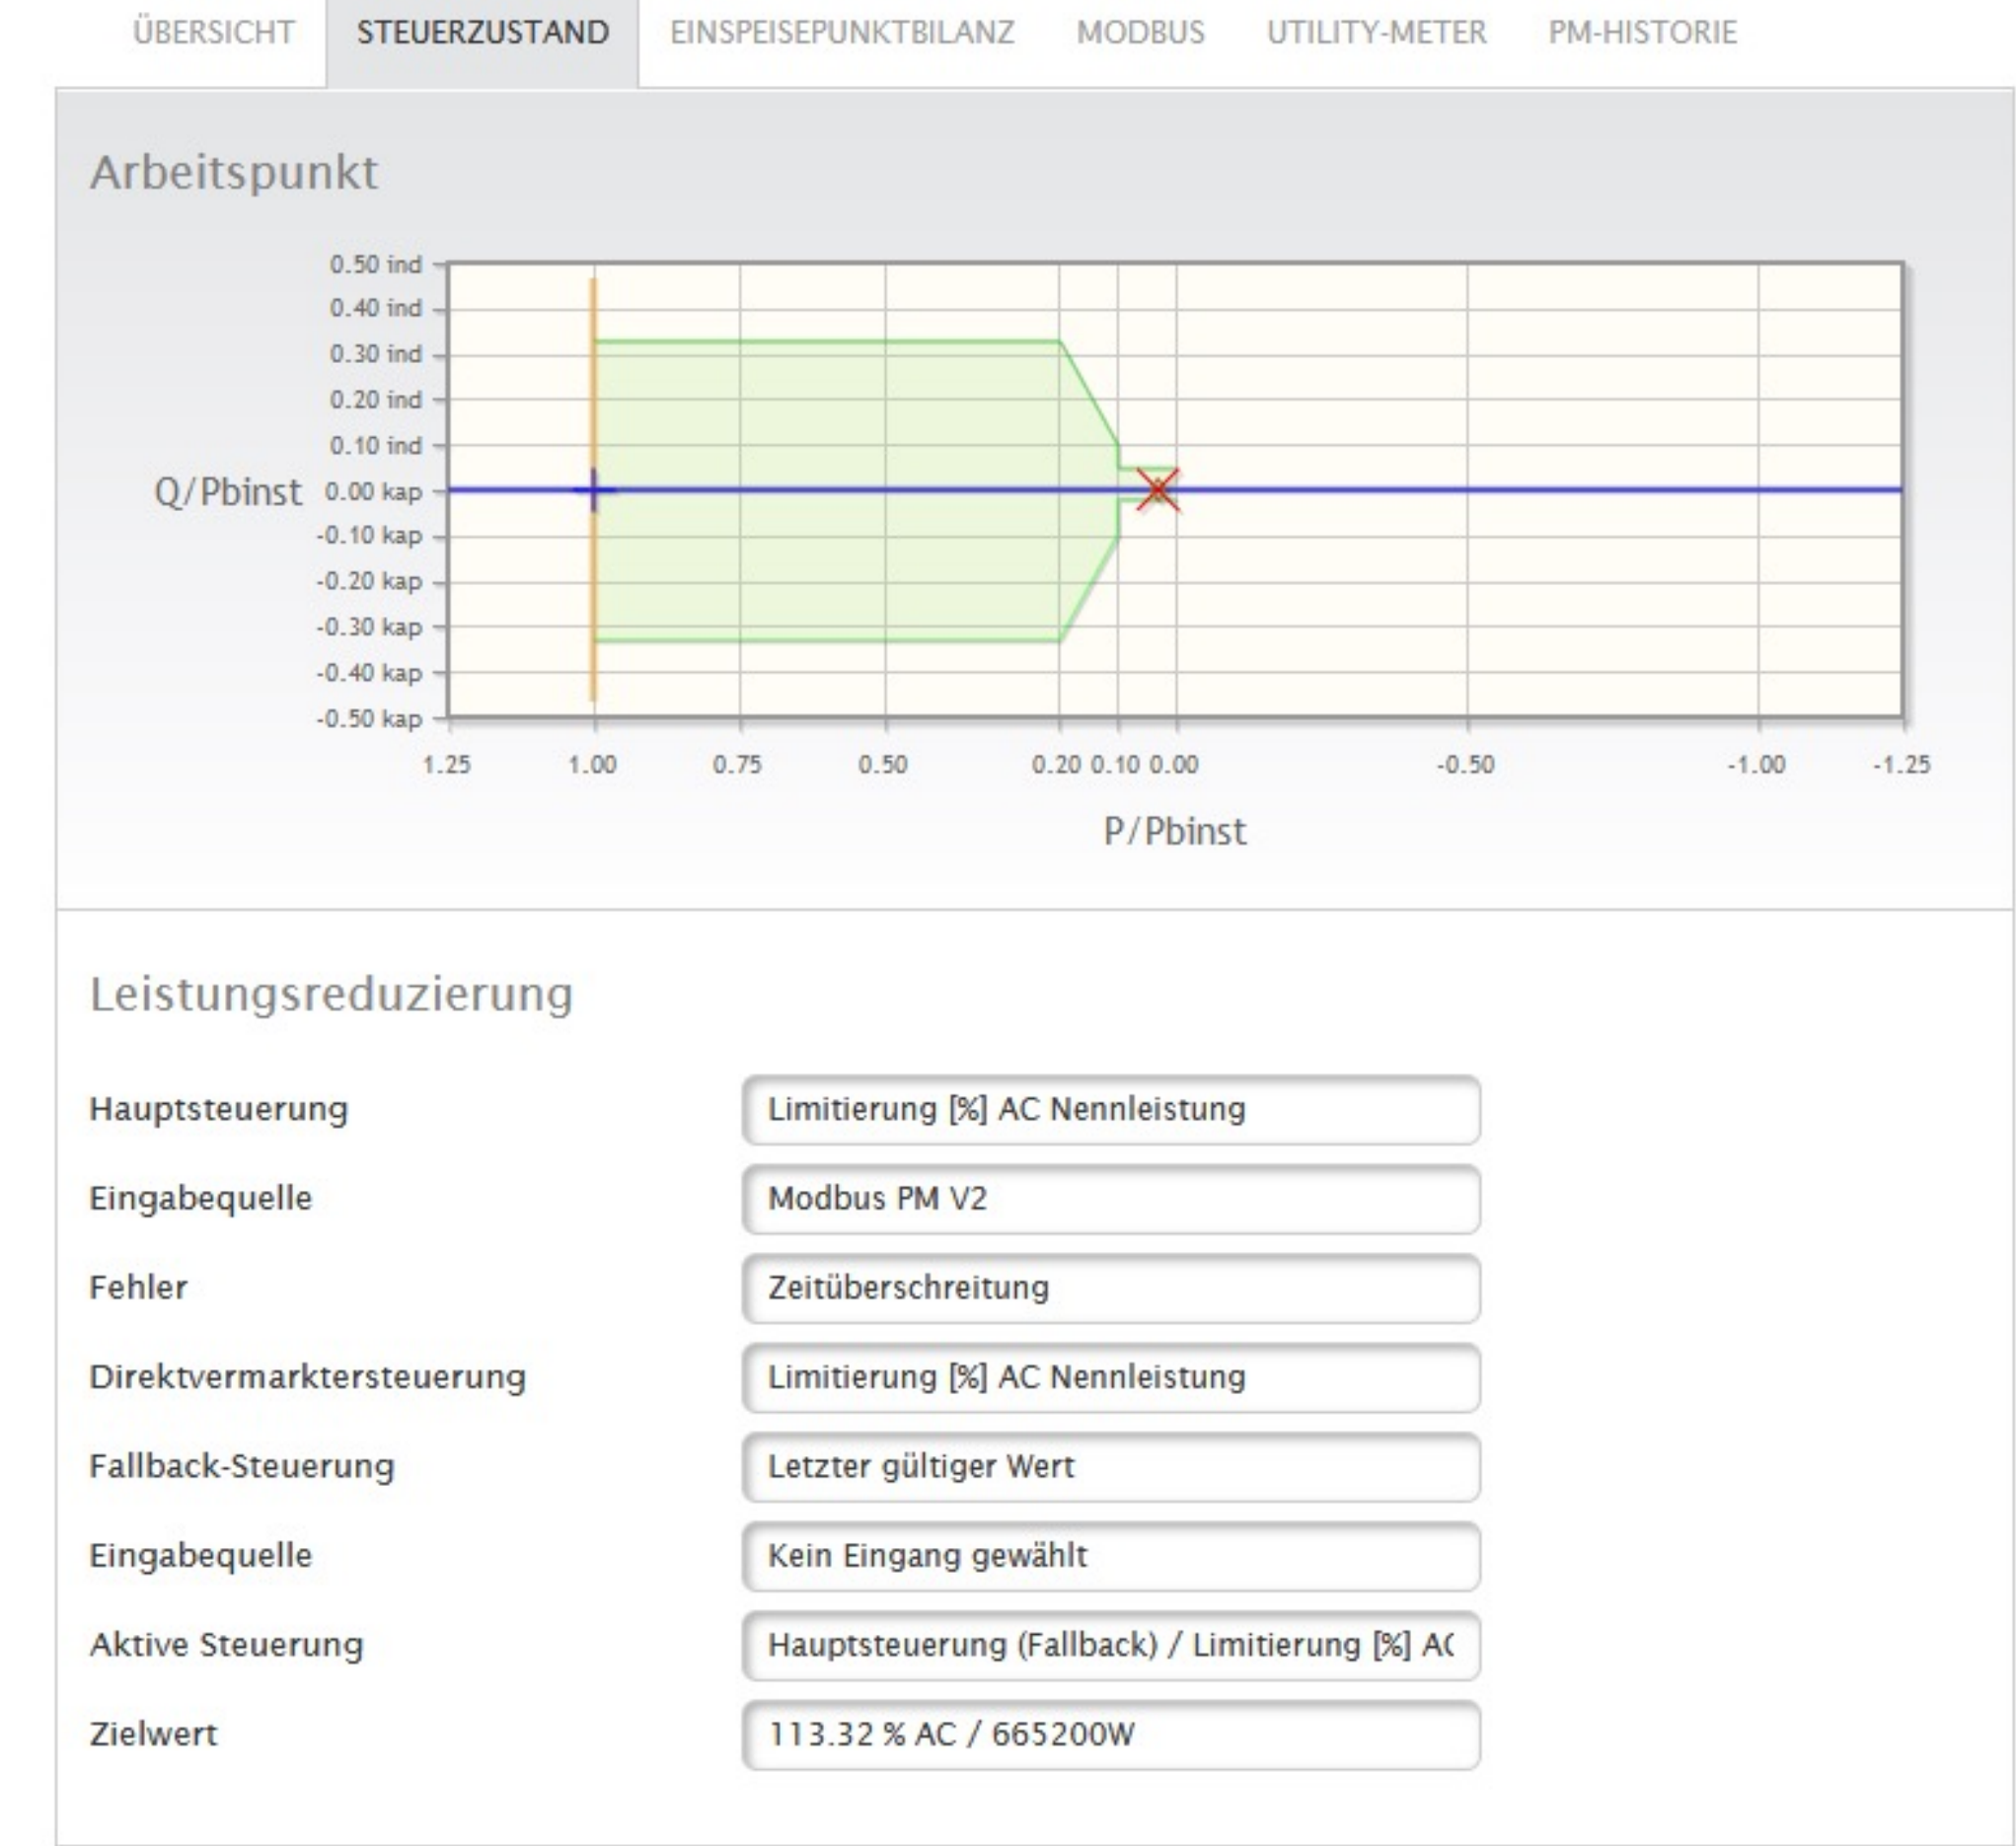 ÜBERSICHT STEUERZUSTAND EINSPEISEPUNKTBILANZ MODBUS UTILITY-METER PM-HISTORIE
Arbeitspunkt
0.50 ind
0.40 ind
0.30 ind
0.20 ind
0.10 ind
Q/Pbinst 0.00 kap
-0.10 kap
-0.20 kap
-0.30 kap
-0.40 kap
-0.50 kap
1.25 1.00 0.75 0.50 0.20 0.10 0.00 -0.50 -1.00 -1.25
P/Pbinst
Leistungsreduzierung
Hauptsteuerung Limitierung [%] AC Nennleistung
Eingabequelle Modbus PM V2
Fehler Zeitüberschreitung
Direktvermarktersteuerung Limitierung [%] AC Nennleistung
Fallback-Steuerung Letzter gültiger Wert
Eingabequelle Kein Eingang gewählt
Aktive Steuerung Hauptsteuerung (Fallback) / Limitierung [%] AC
Zielwert 113.32 % AC / 665200W